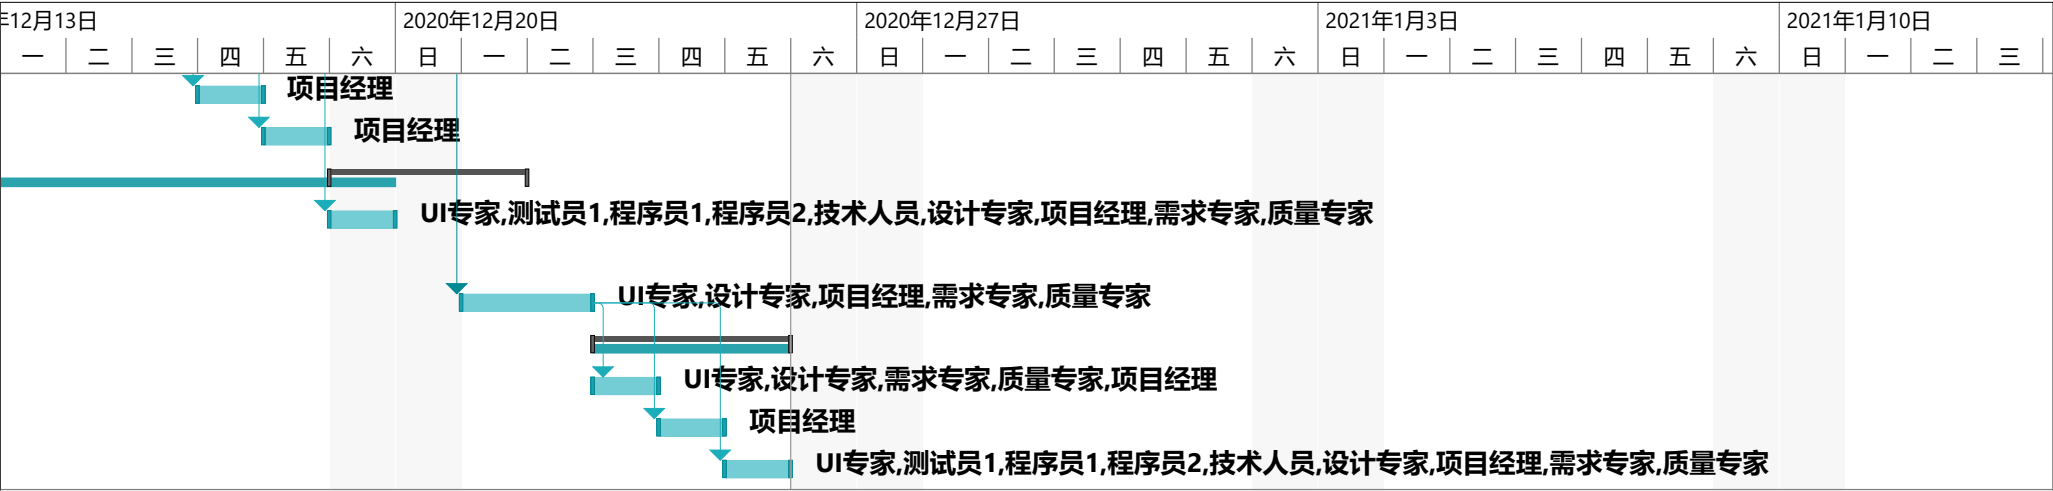 年12月13日 2020年12月20日 2020年12月27日 2021年1月3日 2021年1月10日
一 二 三 四 五 六 日 一 二 三 四 五 六 日 一 二 三 四 五 六 日 一 二 三 四 五 六 日 一 二 三
项目经理
项目经理
UI专家,测试员1,程序员1,程序员2,技术人员,设计专家,项目经理,需求专家,质量专家
UI专家,设计专家,项目经理,需求专家,质量专家
UI专家,设计专家,需求专家,质量专家,项目经理
项目经理
UI专家,测试员1,程序员1,程序员2,技术人员,设计专家,项目经理,需求专家,质量专家